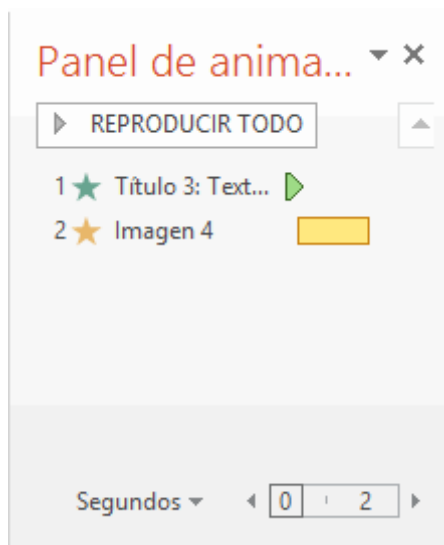 Panel de anima...
REPRODUCIR TODO
1 Título 3: Text...
2 Imagen 4
Segundos 0 2